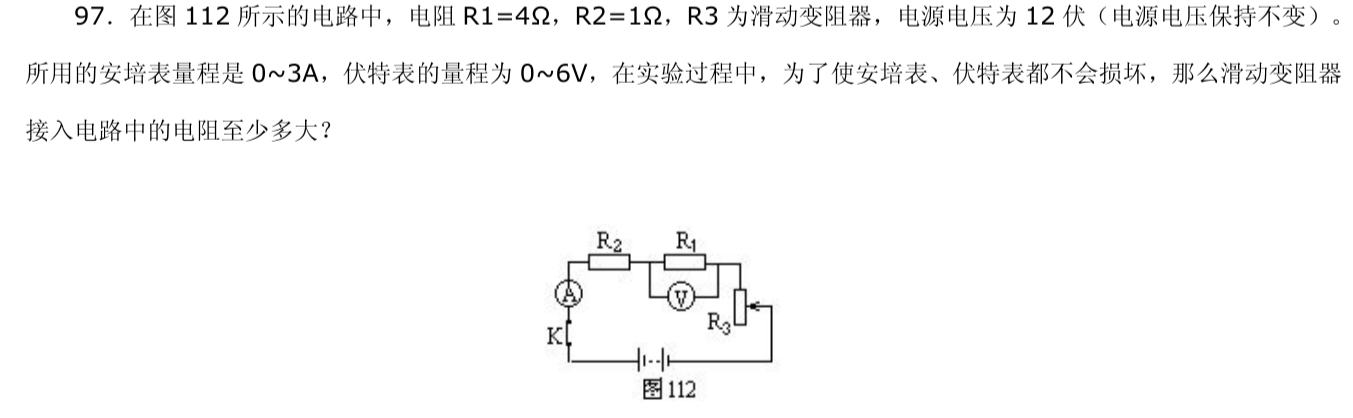 97．在图 112 所示的电路中，电阻 R1=4Ω，R2=1Ω，R3 为滑动变阻器，电源电压为 12 伏（电源电压保持不变）。
所用的安培表量程是 0~3A，伏特表的量程为 0~6V，在实验过程中，为了使安培表、伏特表都不会损坏，那么滑动变阻器
接入电路中的电阻至少多大？
R2 R1
A V
R3
K
图112